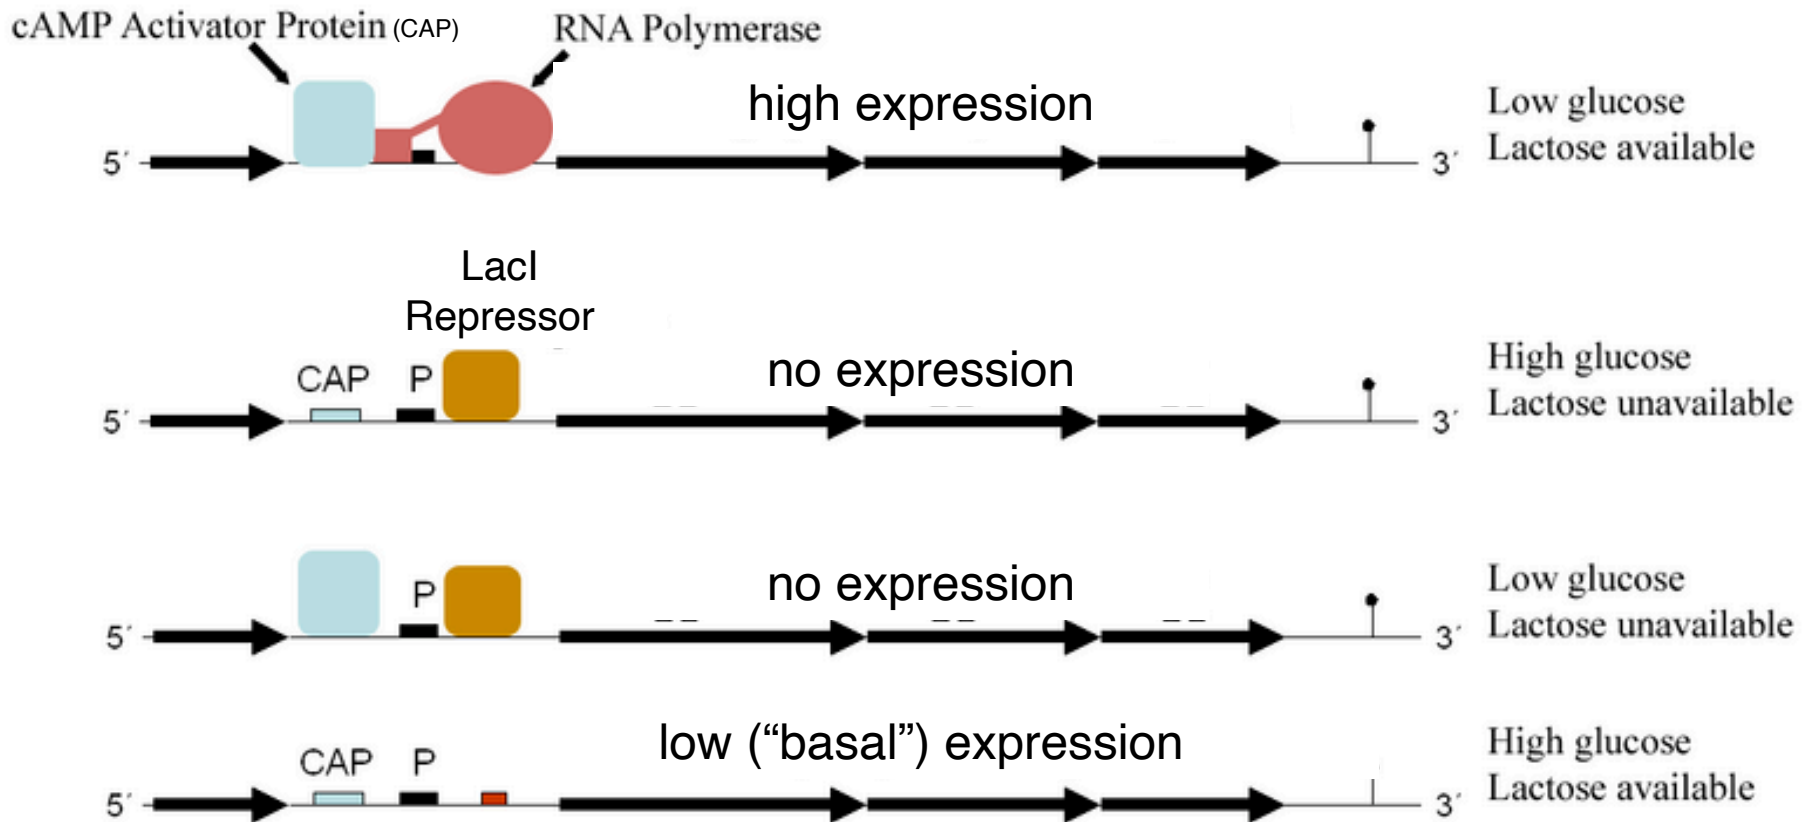 cAMP Activator Protein (CAP)
RNA Polymerase
high expression
Low glucose
Lactose available
5´
3´
LacI
Repressor
CAP
P
no expression
High glucose
Lactose unavailable
5´
3´
P
no expression
Low glucose
Lactose unavailable
5´
3´
CAP
P
low (“basal”) expression
High glucose
Lactose available
5´
3´